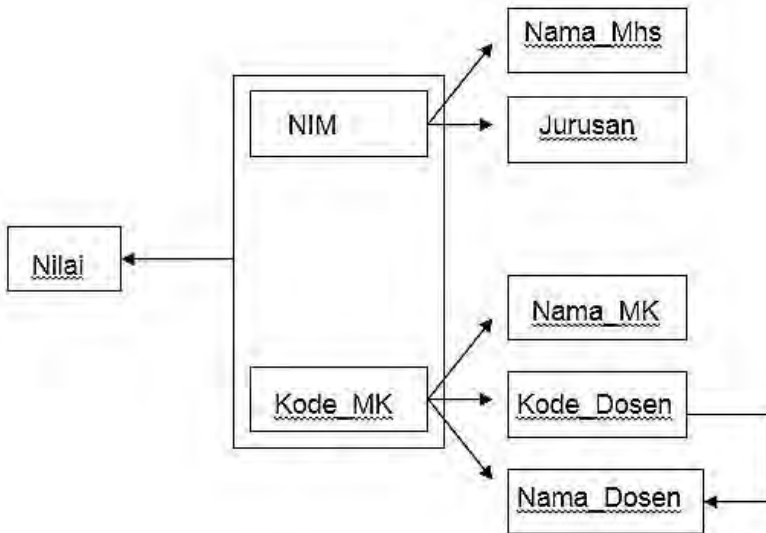 Nama_Mhs
NIM
Jurusan
Nilai
Nama_MK
Kode_MK
Kode_Dosen
Nama_Dosen